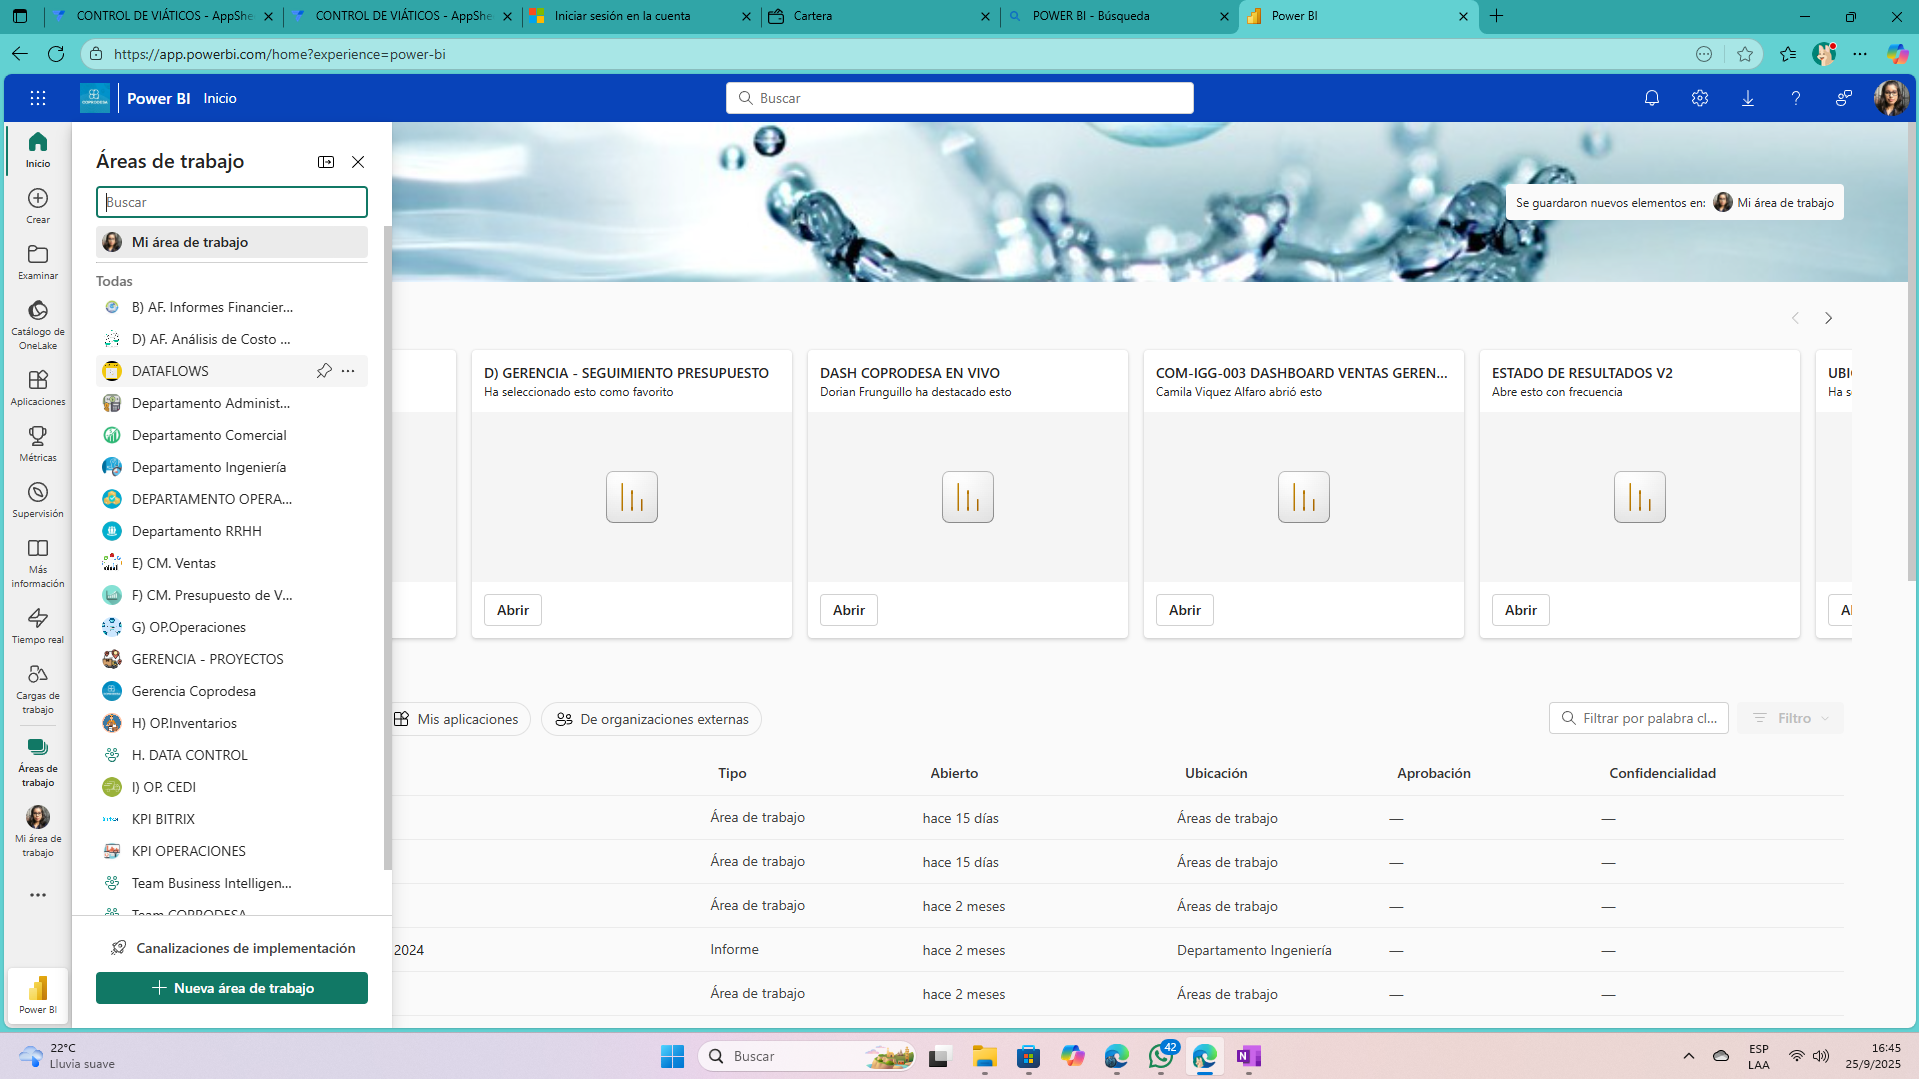 CONTROL DE VIÁTICOS - AppShe
CONTROL DE VIÁTICOS - AppShe
Iniciar sesión en la cuenta
Cartera
POWER BI - Búsqueda
Power BI
https://app.powerbi.com/home?experience=power-bi
COPRODESA
Power BI
Inicio
Buscar
Inicio
Crear
Examinar
Catálogo de
OneLake
Aplicaciones
Métricas
Supervisión
Más
información
Tiempo real
Cargas de
trabajo
Áreas de
trabajo
Mi área de
trabajo
Power BI
Áreas de trabajo
Buscar
Mi área de trabajo
Todas
B) AF. Informes Financier...
D) AF. Análisis de Costo ...
DATAFLOWS
Departamento Administ...
Departamento Comercial
Departamento Ingeniería
DEPARTAMENTO OPERA...
Departamento RRHH
E) CM. Ventas
F) CM. Presupuesto de V...
G) OP.Operaciones
GERENCIA - PROYECTOS
Gerencia Coprodesa
H) OP.Inventarios
H. DATA CONTROL
I) OP. CEDI
KPI BITRIX
KPI OPERACIONES
Team Business Intelligen...
Team COPRODESA
Canalizaciones de implementación
Nueva área de trabajo
Se guardaron nuevos elementos en: Mi área de trabajo
D) GERENCIA - SEGUIMIENTO PRESUPUESTO
Ha seleccionado esto como favorito
Abrir
DASH COPRODESA EN VIVO
Dorian Frunguillo ha destacado esto
Abrir
COM-IGG-003 DASHBOARD VENTAS GEREN...
Camila Viquez Alfaro abrió esto
Abrir
ESTADO DE RESULTADOS V2
Abre esto con frecuencia
Abrir
Mis aplicaciones
De organizaciones externas
Filtrar por palabra cl...
Filtro
Tipo Abierto Ubicación Aprobación Confidencialidad
Área de trabajo hace 15 días Áreas de trabajo — —
Área de trabajo hace 15 días Áreas de trabajo — —
Área de trabajo hace 2 meses Áreas de trabajo — —
2024 Informe hace 2 meses Departamento Ingeniería — —
Área de trabajo hace 2 meses Áreas de trabajo — —
22°C
Lluvia suave
Buscar
42
ESP
LAA
16:45
25/9/2025